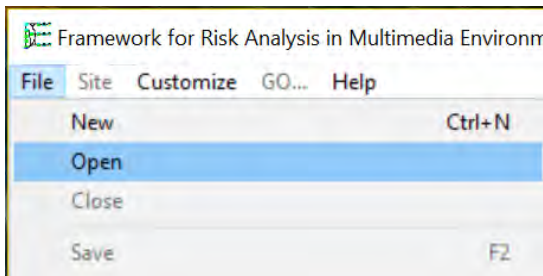 Framework for Risk Analysis in Multimedia Environm
File Site Customize GO... Help
New Ctrl+N
Open
Close
Save F2